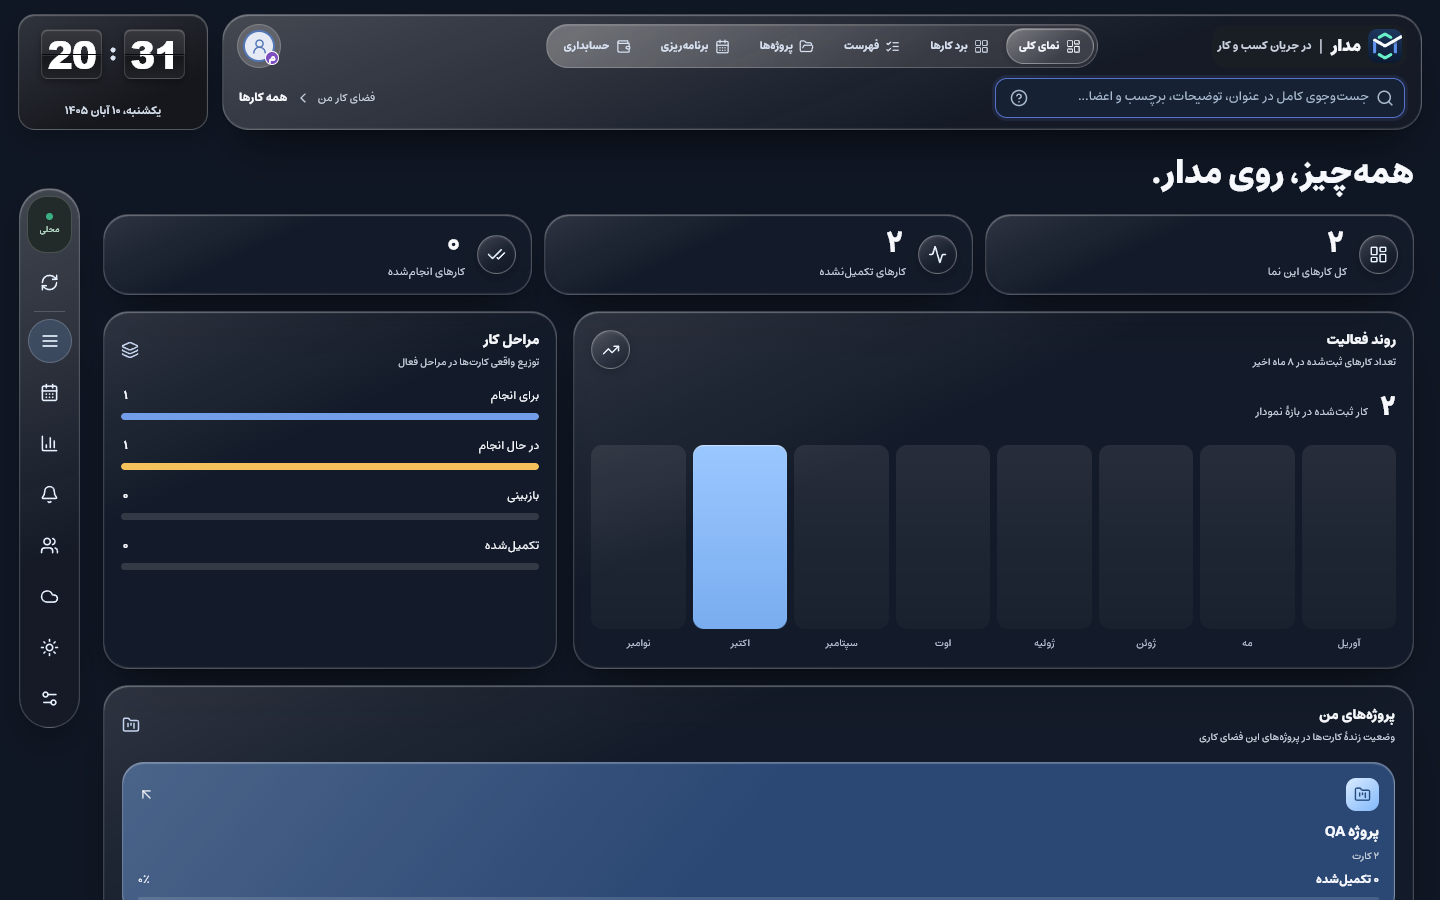 مدار | در جریان کسب و کار
نمای کلی
برد کارها
فهرست
پروژه‌ها
برنامه‌ریزی
حسابداری
م
20 : 31
یکشنبه، ۱۰ آبان ۱۴۰۵
جست‌وجوی کامل در عنوان، توضیحات، برچسب و اعضا...
فضای کار من
همه کارها
همه‌چیز، روی مدار.
محلی
۲
کل کارهای این نما
۲
کارهای تکمیل‌نشده
۰
کارهای انجام‌شده
روند فعالیت
تعداد کارهای ثبت‌شده در ۸ ماه اخیر
۲ کار ثبت‌شده در بازهٔ نمودار
آوریل
مه
ژوئن
ژوئیه
اوت
سپتامبر
اکتبر
نوامبر
مراحل کار
توزیع واقعی کارت‌ها در مراحل فعال
برای انجام ۱
در حال انجام ۱
بازبینی ۰
تکمیل‌شده ۰
پروژه‌های من
وضعیت زندهٔ کارت‌ها در پروژه‌های این فضای کاری
پروژه QA
۲ کارت
۰ تکمیل‌شده
۰٪